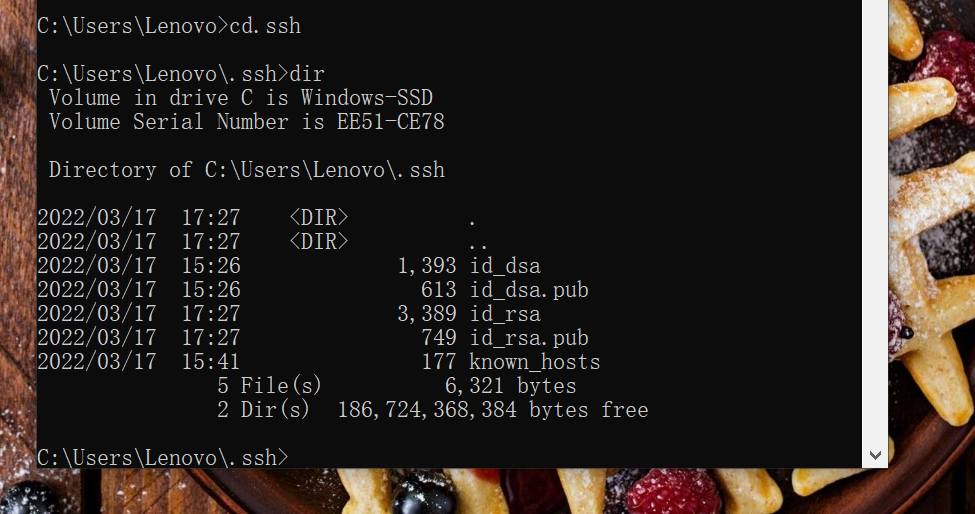 C:\Users\Lenovo>cd.ssh
C:\Users\Lenovo\.ssh>dir
 Volume in drive C is Windows-SSD
 Volume Serial Number is EE51-CE78
 Directory of C:\Users\Lenovo\.ssh
2022/03/17  17:27    <DIR>          .
2022/03/17  17:27    <DIR>          ..
2022/03/17  15:26             1,393 id_dsa
2022/03/17  15:26               613 id_dsa.pub
2022/03/17  17:27             3,389 id_rsa
2022/03/17  17:27               749 id_rsa.pub
2022/03/17  15:41               177 known_hosts
               5 File(s)          6,321 bytes
               2 Dir(s)  186,724,368,384 bytes free
C:\Users\Lenovo\.ssh>